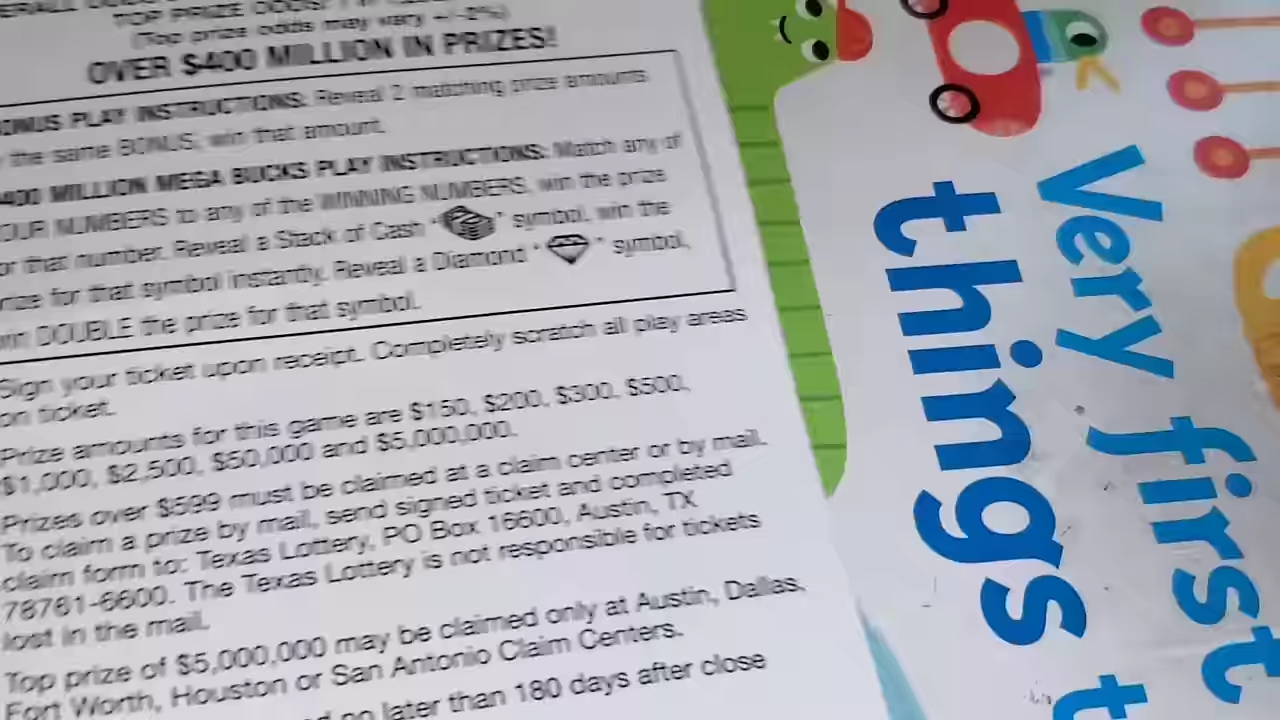 TOP PRIZE ODDS:
(Top prize odds may vary +/-2%)
OVER $400 MILLION IN PRIZES!
BONUS PLAY INSTRUCTIONS: Reveal 2 matching prize amounts
the same BONUS, win that amount.
400 MILLION MEGA BUCKS PLAY INSTRUCTIONS: Match any of
YOUR NUMBERS to any of the WINNING NUMBERS, win the prize
for that number. Reveal a Stack of Cash " " symbol, win the
prize for that symbol instantly. Reveal a Diamond " " symbol,
win DOUBLE the prize for that symbol.
Sign your ticket upon receipt. Completely scratch all play areas
on ticket.
Prize amounts for this game are $150, $200, $300, $500,
$1,000, $2,500, $50,000 and $5,000,000.
Prizes over $599 must be claimed at a claim center or by mail.
To claim a prize by mail, send signed ticket and completed
claim form to: Texas Lottery, PO Box 16600, Austin, TX
78761-6600. The Texas Lottery is not responsible for tickets
lost in the mail.
Top prize of $5,000,000 may be claimed only at Austin, Dallas,
Fort Worth, Houston or San Antonio Claim Centers.
no later than 180 days after close
Very first
things t